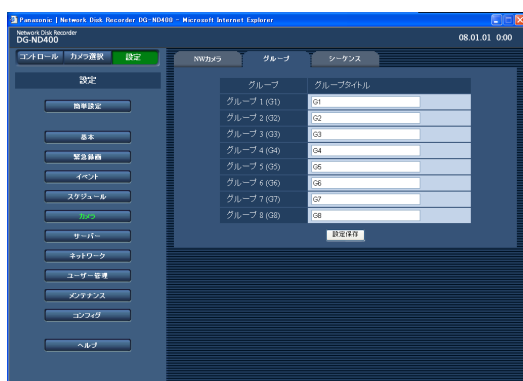 Panasonic | Network Disk Recorder DG-ND400 - Microsoft Internet Explorer
Network Disk Recorder
DG-ND400
08.01.01 0:00
コントロール カメラ選択 設定
NWカメラ グループ シーケンス
設定
簡単設定
基本
緊急録画
イベント
スケジュール
カメラ
サーバー
ネットワーク
ユーザー管理
メンテナンス
コンフィグ
ヘルプ
グループ グループタイトル
グループ 1 (G1) G1
グループ 2 (G2) G2
グループ 3 (G3) G3
グループ 4 (G4) G4
グループ 5 (G5) G5
グループ 6 (G6) G6
グループ 7 (G7) G7
グループ 8 (G8) G8
設定保存